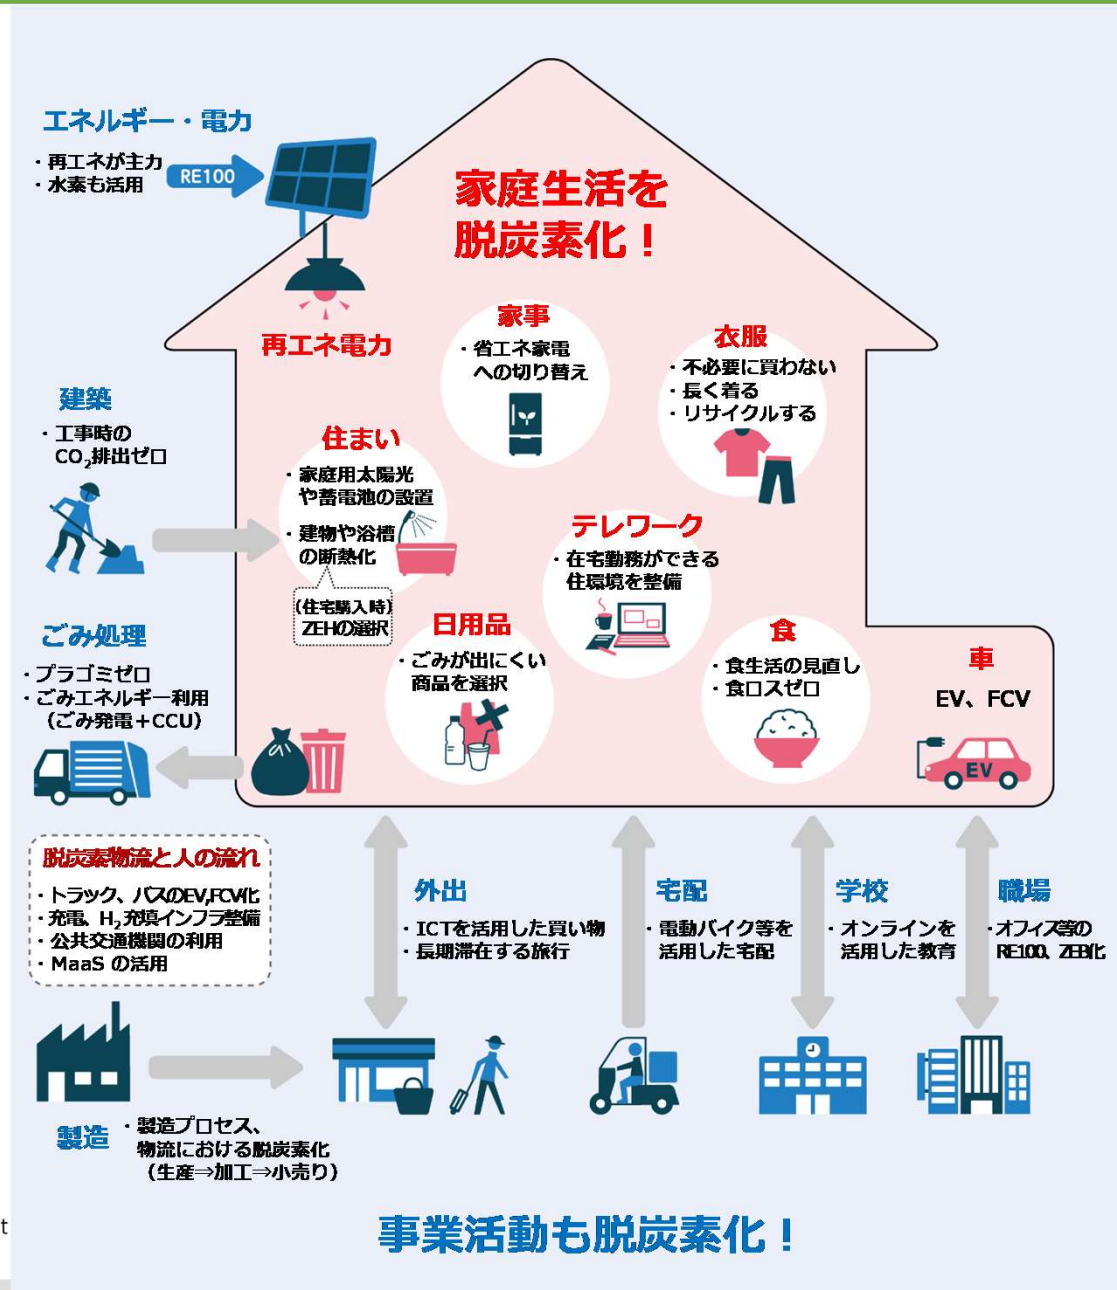 エネルギー・電力
・再エネが主力
・水素も活用
RE100
家庭生活を
脱炭素化！
再エネ電力
家事
・省エネ家電
への切り替え
衣服
・不必要に買わない
・長く着る
・リサイクルする
建築
・工事時の
CO₂排出ゼロ
住まい
・家庭用太陽光
や蓄電池の設置
・建物や浴槽
の断熱化
(住宅購入時)
ZEHの選択
テレワーク
・在宅勤務ができる
住環境を整備
ごみ処理
・プラゴミゼロ
・ごみエネルギー利用
（ごみ発電＋CCU）
日用品
・ごみが出にくい
商品を選択
食
・食生活の見直し
・食ロスゼロ
車
EV、FCV
EV
脱炭素物流と人の流れ
・トラック、バスのEV,FCV化
・充電、H₂充填インフラ整備
・公共交通機関の利用
・MaaS の活用
外出
・ICTを活用した買い物
・長期滞在する旅行
宅配
・電動バイク等を
活用した宅配
学校
・オンラインを
活用した教育
職場
・オフィス等の
RE100、ZEB化
製造
・製造プロセス、
物流における脱炭素化
（生産⇒加工⇒小売り）
t
事業活動も脱炭素化！